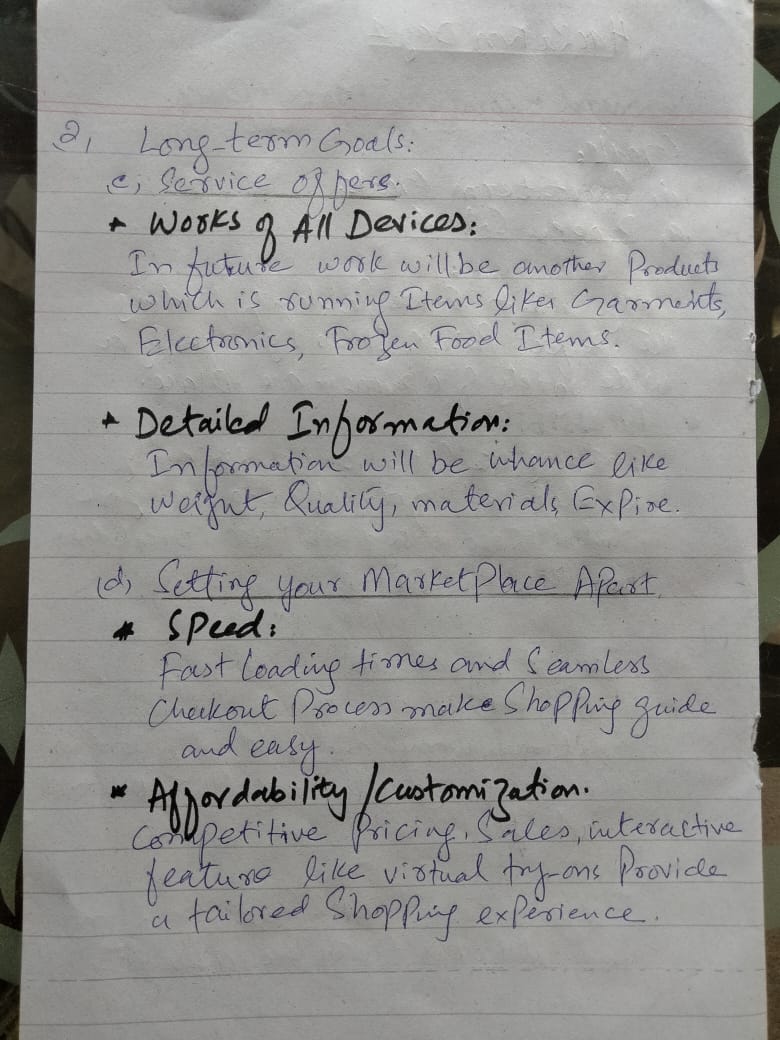 2, Long-term Goals:
c, Service offers.
* Works of All Devices:
In future work will be another Products
which is running Items likes Garments,
Electronics, Frozen Food Items.
* Detailed Information:
Information will be inhance like
weight, Quality, materials, Expire.
(d) Setting your MarketPlace Apart.
* Speed:
Fast loading times and Seamless
Checkout Process make Shopping guide
and easy.
* Affordability/Customization.
Competitive Pricing, Sales, interactive
feature like virtual try-ons Provide
a tailored Shopping experience.